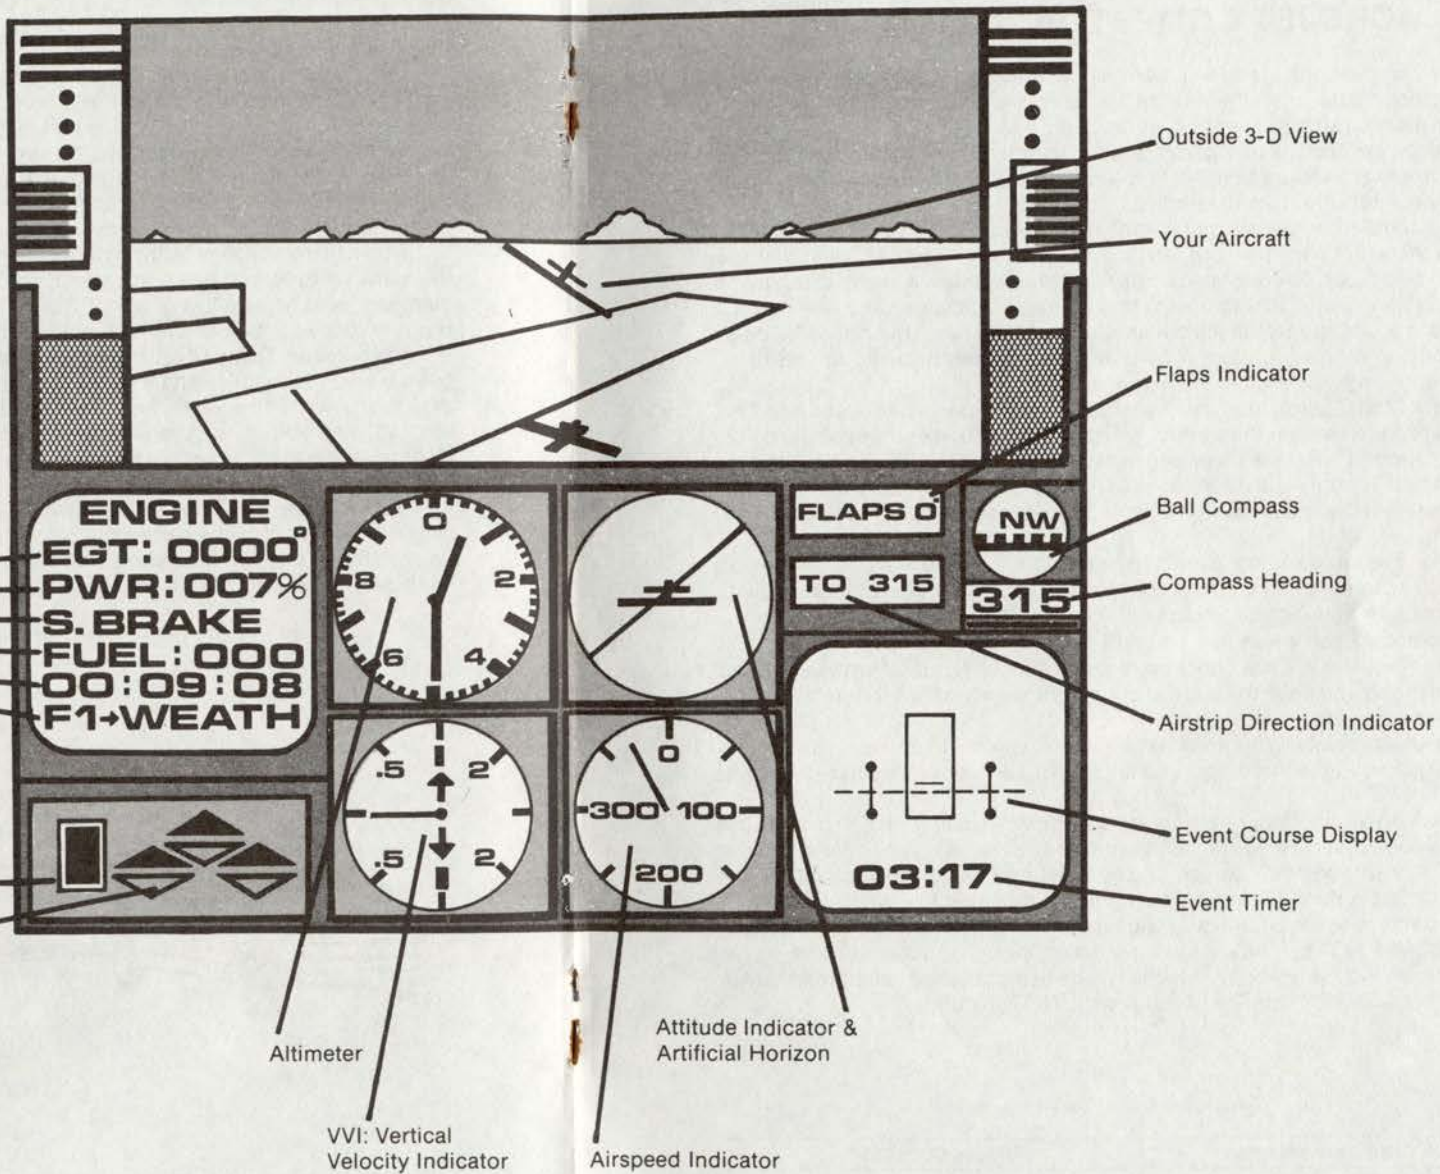 Outside 3-D View
Your Aircraft
Flaps Indicator
Ball Compass
Compass Heading
Airstrip Direction Indicator
Event Course Display
Event Timer
ENGINE
EGT: 0000°
PWR: 007%
S. BRAKE
FUEL: 000
00:09:08
F1→WEATH
0
2
4
6
8
FLAPS 0°
TO 315
NW
315
.5
2
.5
2
0
300
100
200
03:17
Altimeter
VVI: Vertical
Velocity Indicator
Airspeed Indicator
Attitude Indicator &
Artificial Horizon